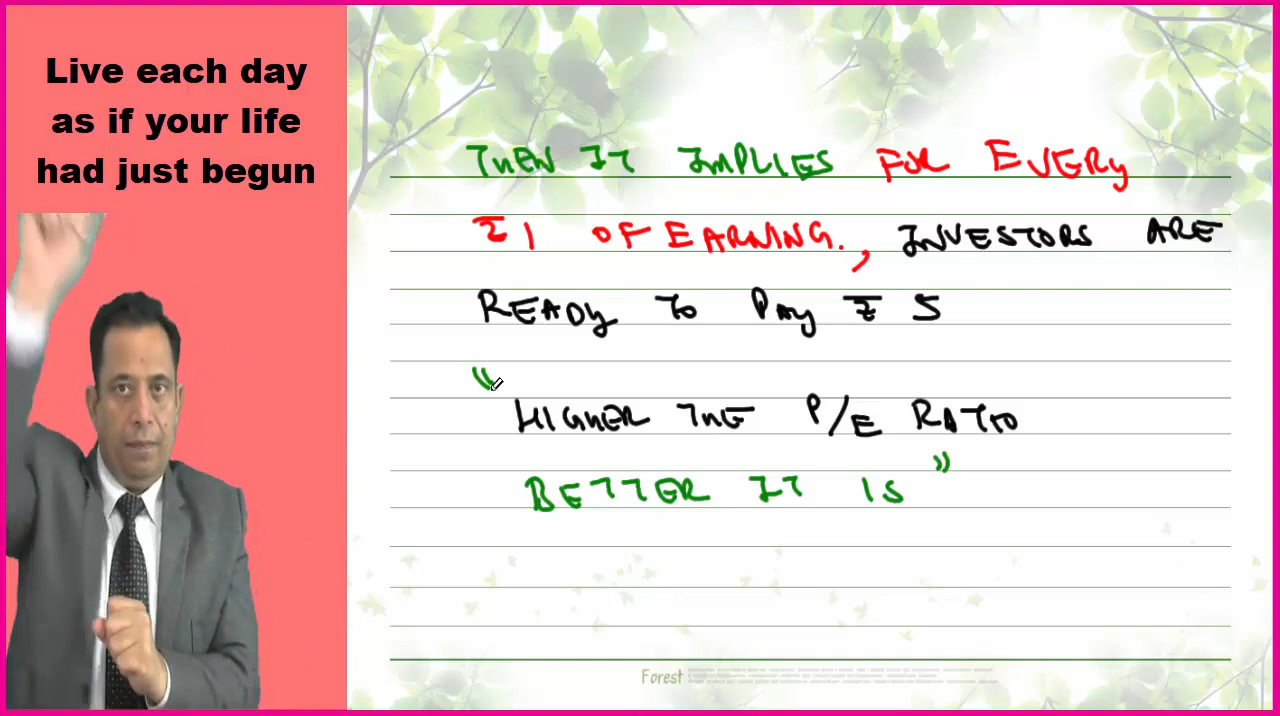 Live each day
as if your life
had just begun
THEN IT IMPLIES FOR EVERY
₹ 1 OF EARNING., INVESTORS ARE
READY TO PAY ₹ 5
"
HIGHER THE P/E RATIO
BETTER IT IS "
Forest